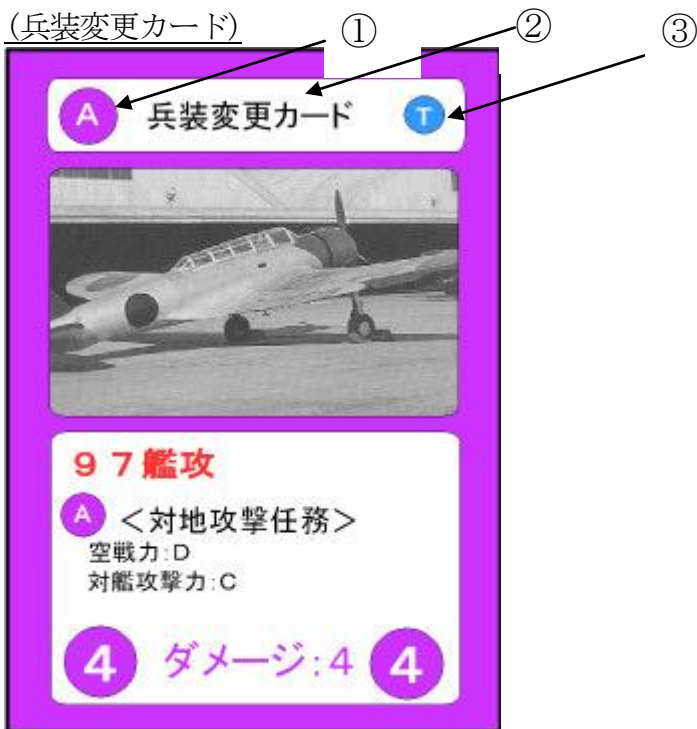 (兵装変更カード)
① ② ③
A 兵装変更カード T
97艦攻
A <対地攻撃任務>
空戦力:D
対艦攻撃力:C
4 ダメージ:4 4